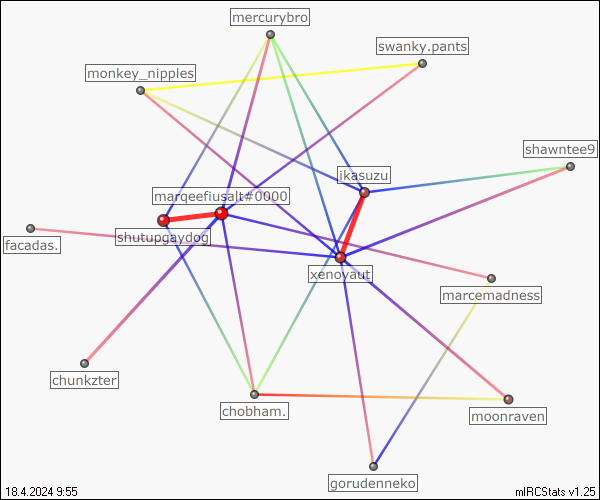 mercurybro
swanky.pants
monkey_nipples
shawntee9
ikasuzu
marqeefiusalt#0000
shutupgaydog
facadas.
xenoyaut
marcemadness
chunkzter
chobham.
moonraven
gorudenneko
18.4.2024 9:55
mIRCStats v1.25